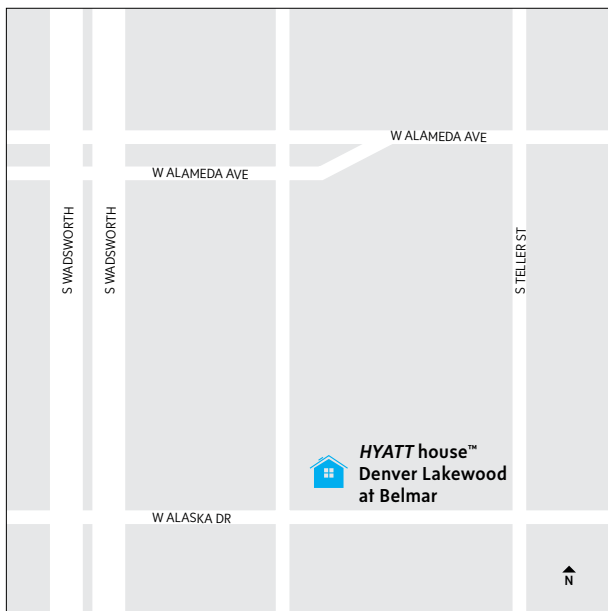 W ALAMEDA AVE
W ALAMEDA AVE
S WADSWORTH
S WADSWORTH
S TELLER ST
HYATT house™
Denver Lakewood
at Belmar
W ALASKA DR
N